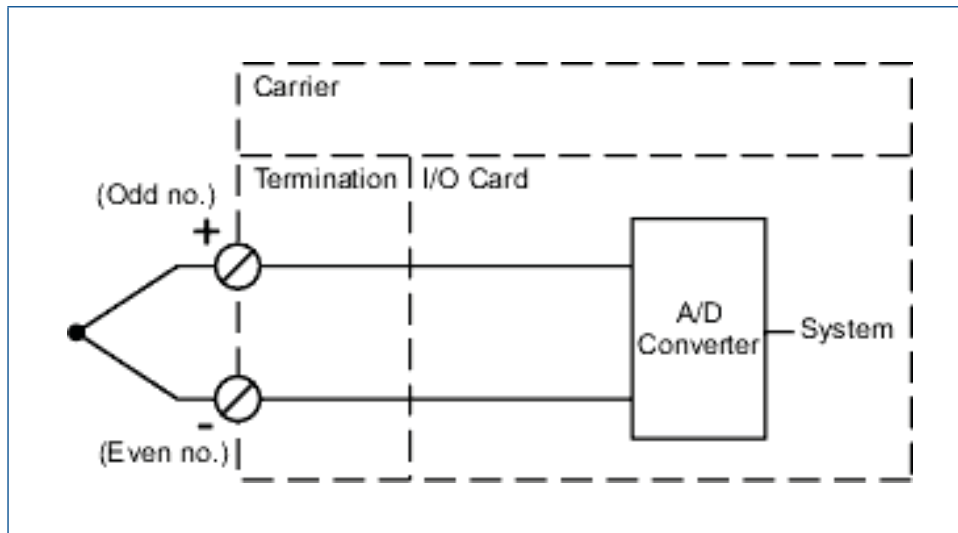 Carrier
Termination
I/O Card
(Odd no.)
+
A/D
Converter
System
-
(Even no.)